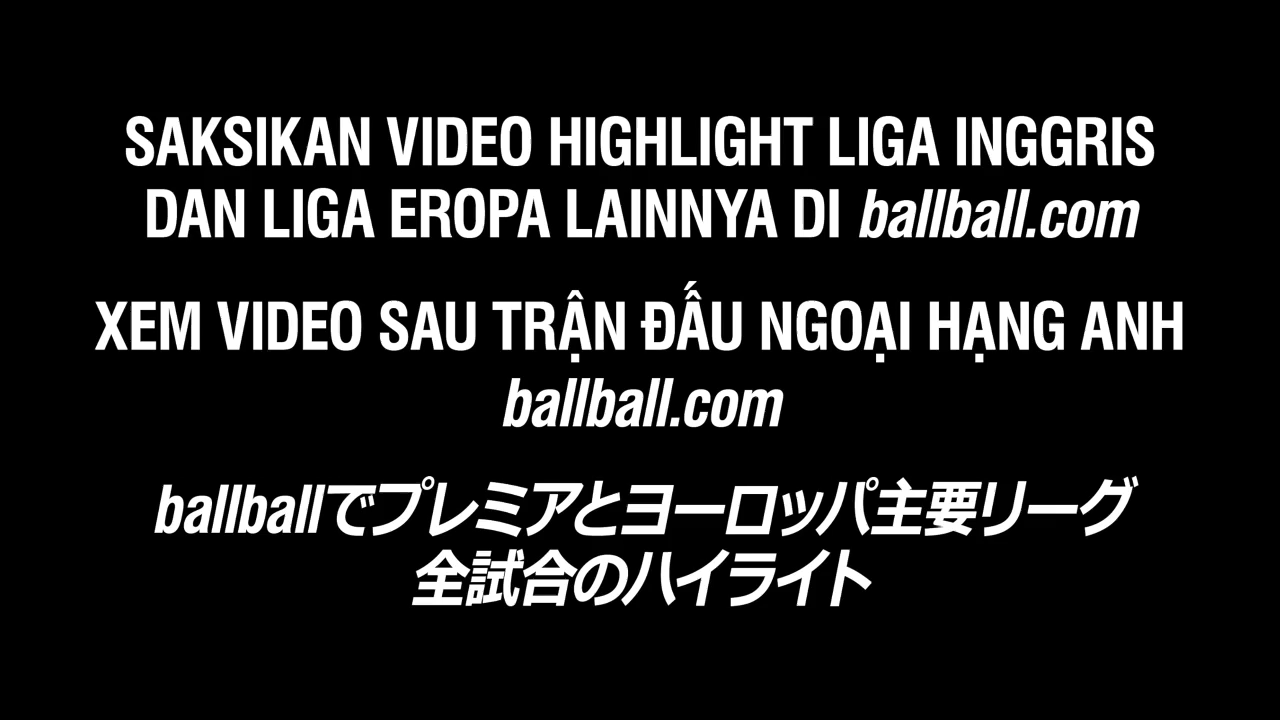 SAKSIKAN VIDEO HIGHLIGHT LIGA INGGRIS
DAN LIGA EROPA LAINNYA DI ballball.com
XEM VIDEO SAU TRẬN ĐẤU NGOẠI HẠNG ANH
ballball.com
ballballでプレミアとヨーロッパ主要リーグ
全試合のハイライト